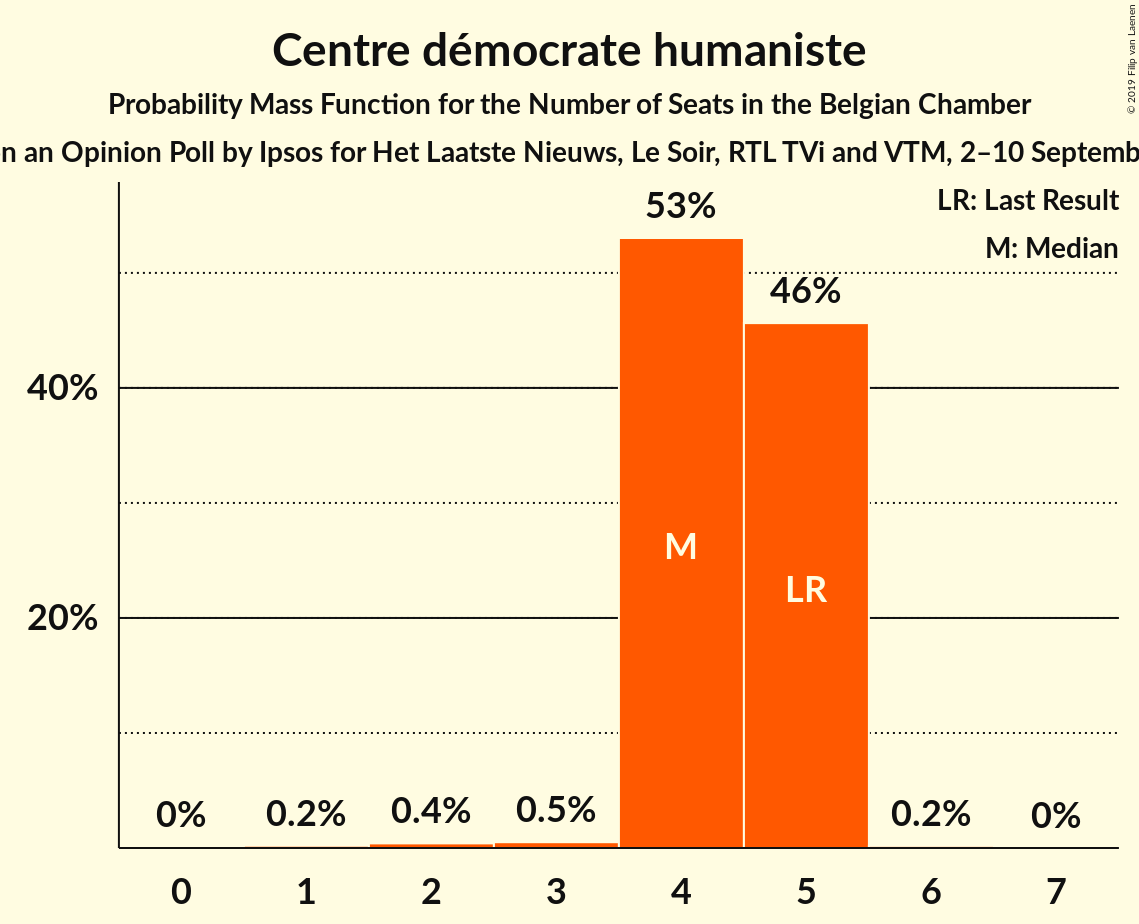 Centre démocrate humaniste
Probability Mass Function for the Number of Seats in the Belgian Chamber
an Opinion Poll by Ipsos for Het Laatste Nieuws, Le Soir, RTL TVi and VTM, 2–10
© 2019 Filip van Laenen
LR: Last Result
M: Median
53%
46%
40%
20%
M
LR
0%
0.2%
0.4%
0.5%
0.2%
0%
0
1
2
3
4
5
6
7